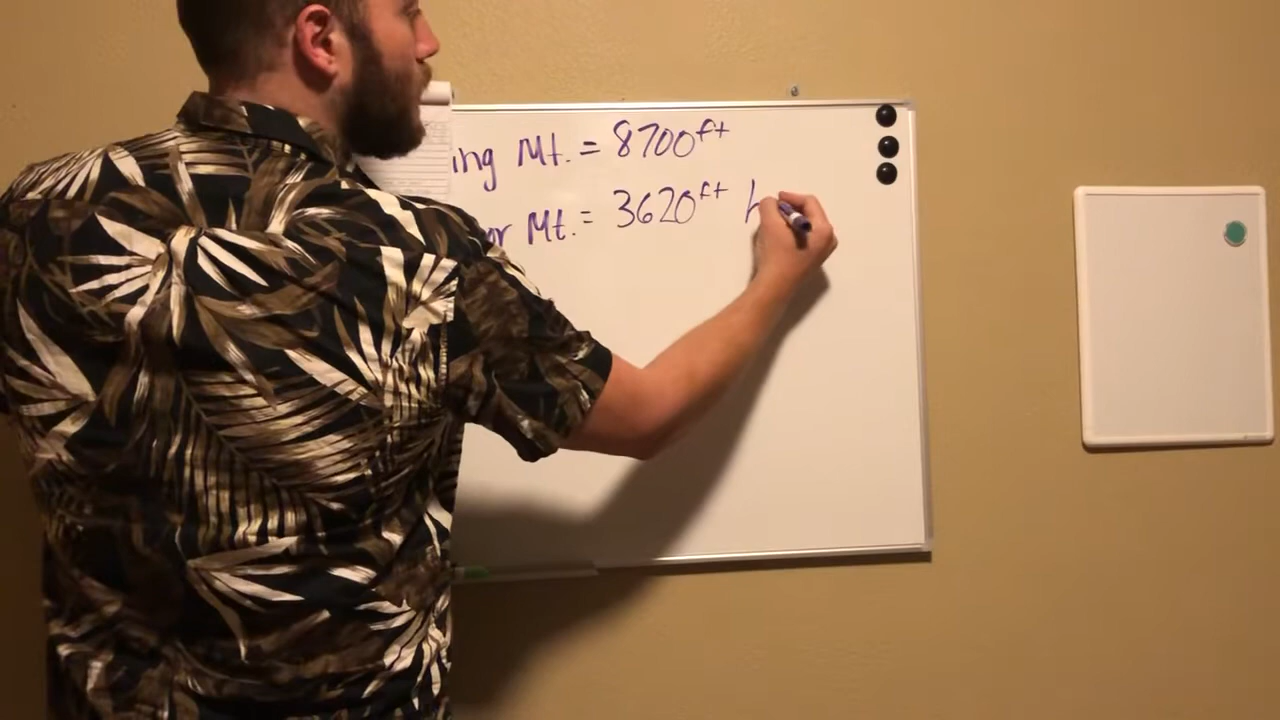 ing Mt. = 8700ft
or Mt. = 3620ft h